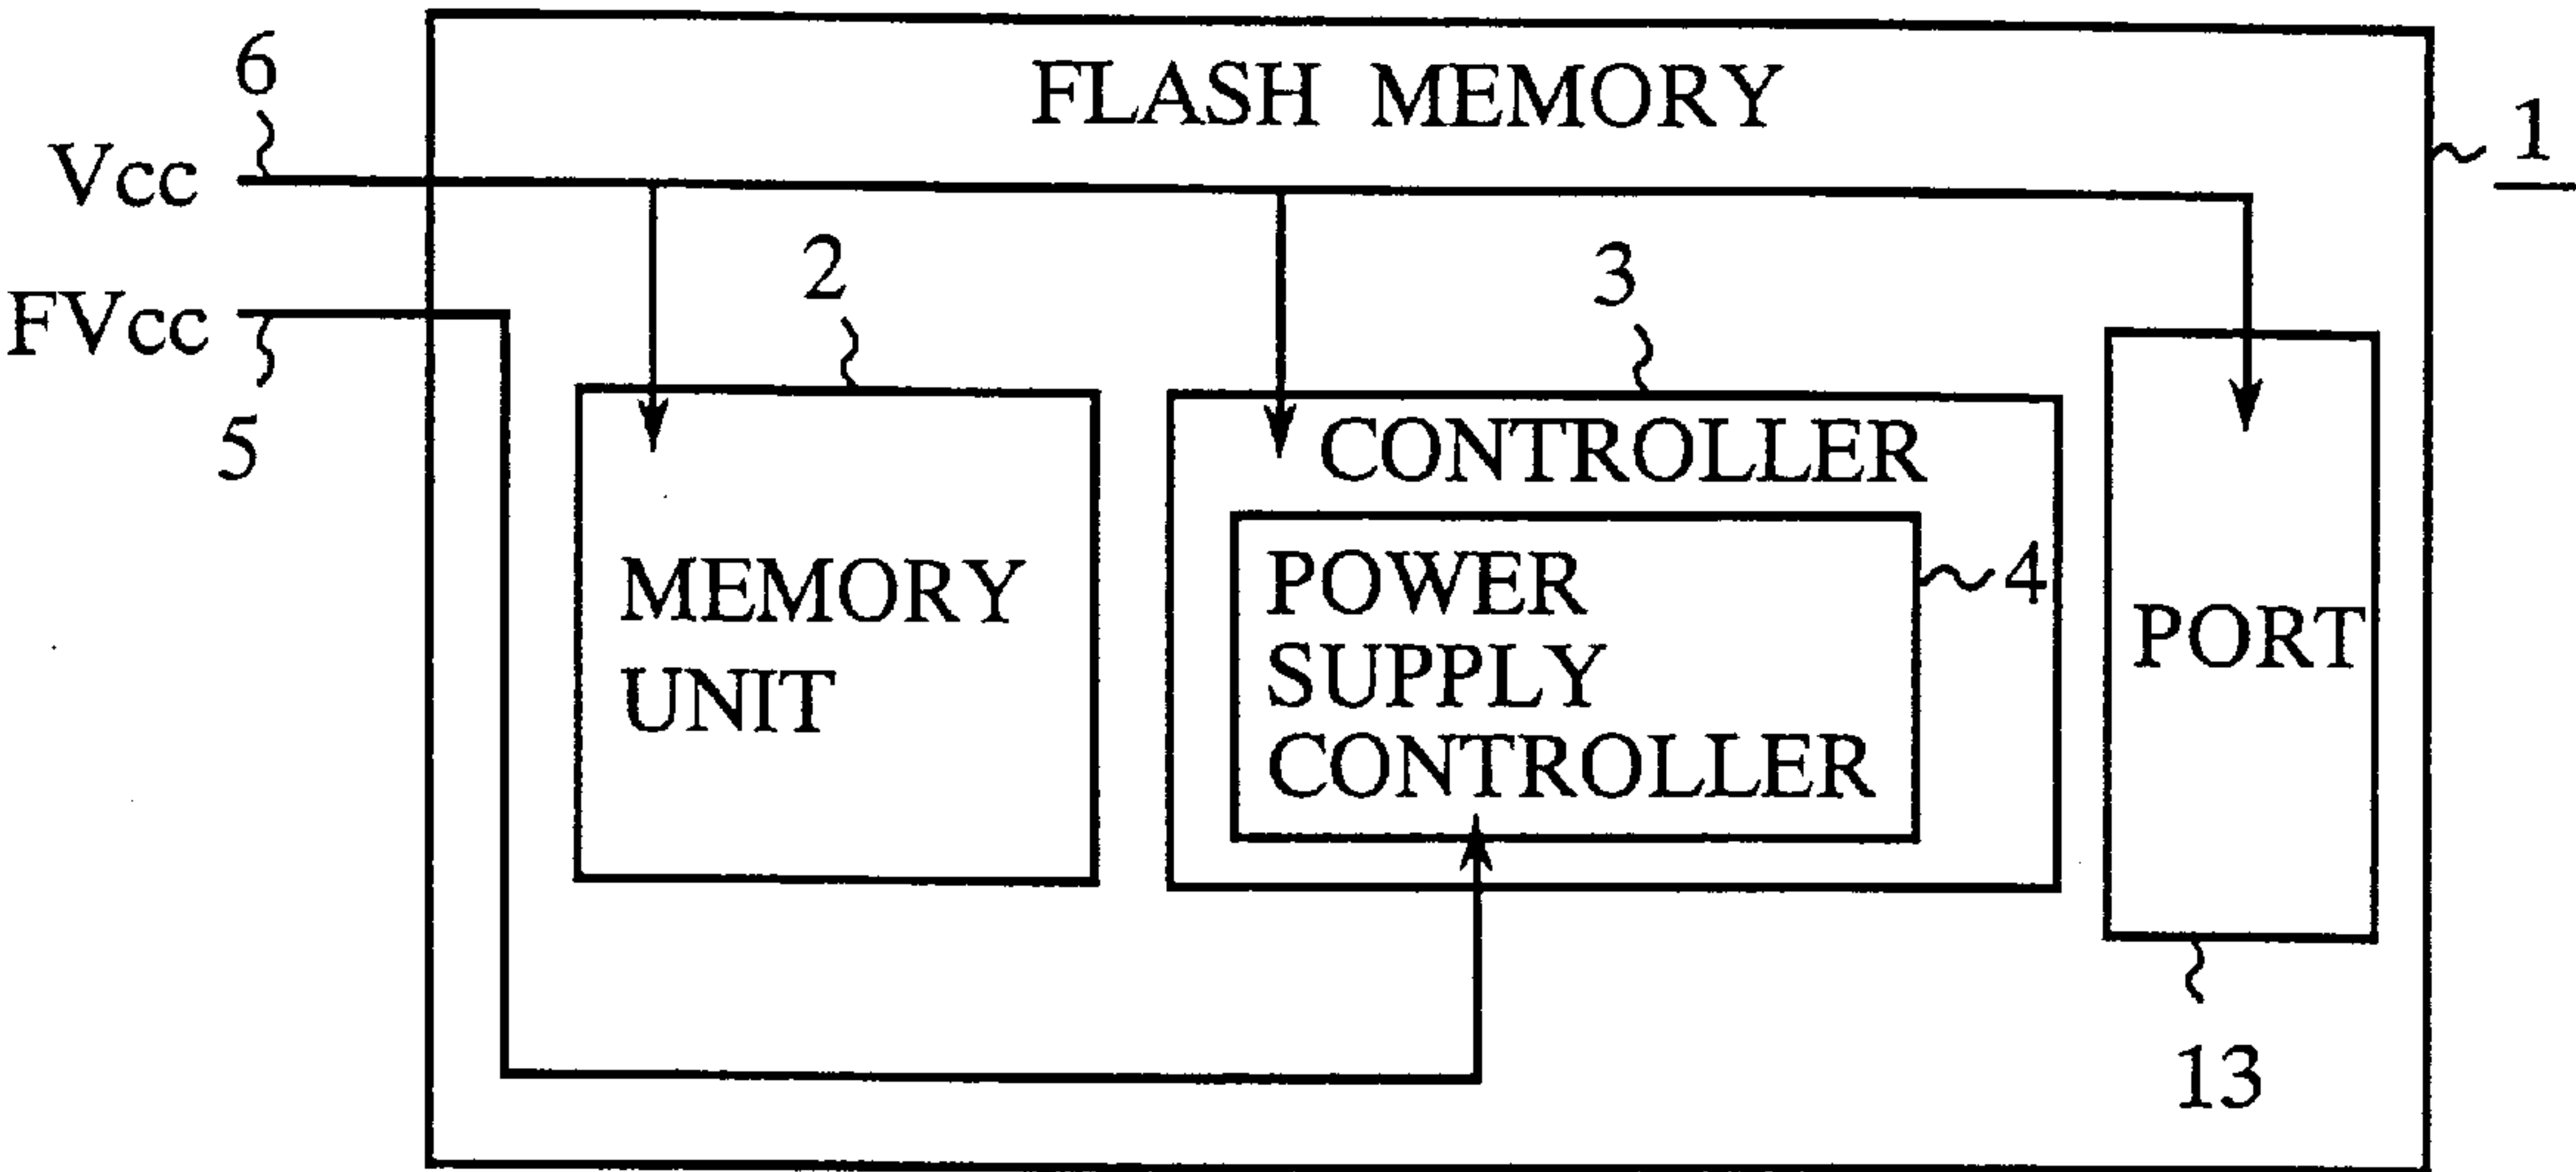 FLASH MEMORY
6
1
Vcc
2
3
FVcc
5
CONTROLLER
MEMORY
UNIT
POWER
SUPPLY
CONTROLLER
4
PORT
13